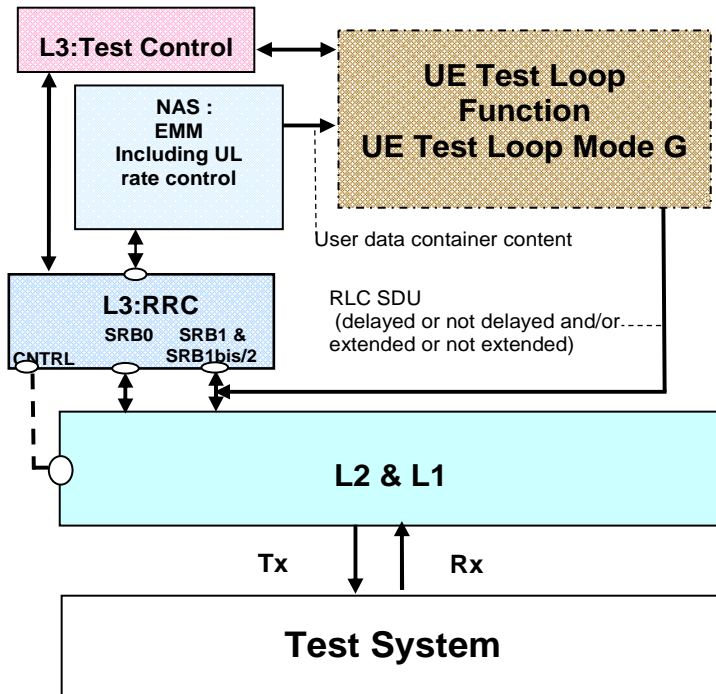 L3:Test Control
UE Test Loop
Function
UE Test Loop Mode G
NAS :
EMM
Including UL
rate control
User data container content
RLC SDU
(delayed or not delayed and/or
extended or not extended)
L3:RRC
SRB0
SRB1 &
SRB1bis/2
CNTRL
L2 & L1
Tx
Rx
Test System